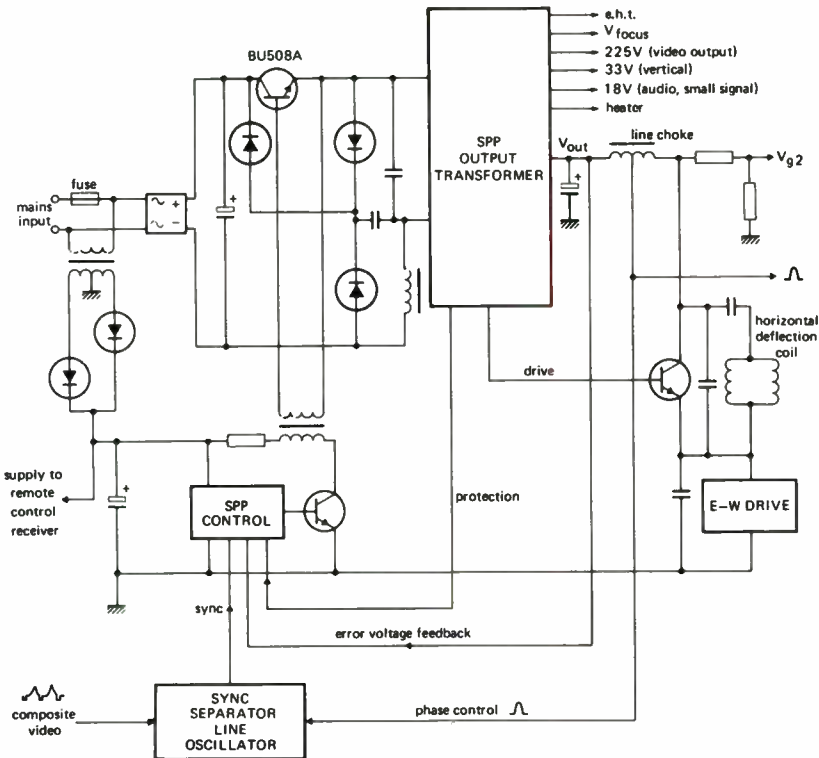 BU508A
e.h.t.
V focus
225V (video output)
33V (vertical)
18V (audio, small signal)
heater
SPP
OUTPUT
TRANSFORMER
Vout
line choke
Vg2
fuse
mains
input
+
~ +
~ −
+
horizontal
deflection
coil
drive
supply to
remote
control
receiver
+
SPP
CONTROL
protection
E–W DRIVE
sync
error voltage feedback
composite
video
SYNC
SEPARATOR
LINE
OSCILLATOR
phase control
+